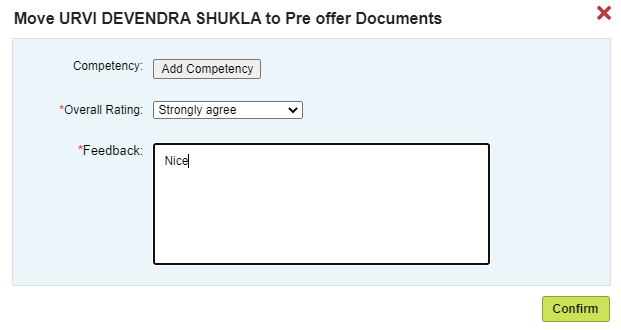 Move URVI DEVENDRA SHUKLA to Pre offer Documents
Competency: Add Competency
*Overall Rating: Strongly agree
*Feedback: Nice
Confirm